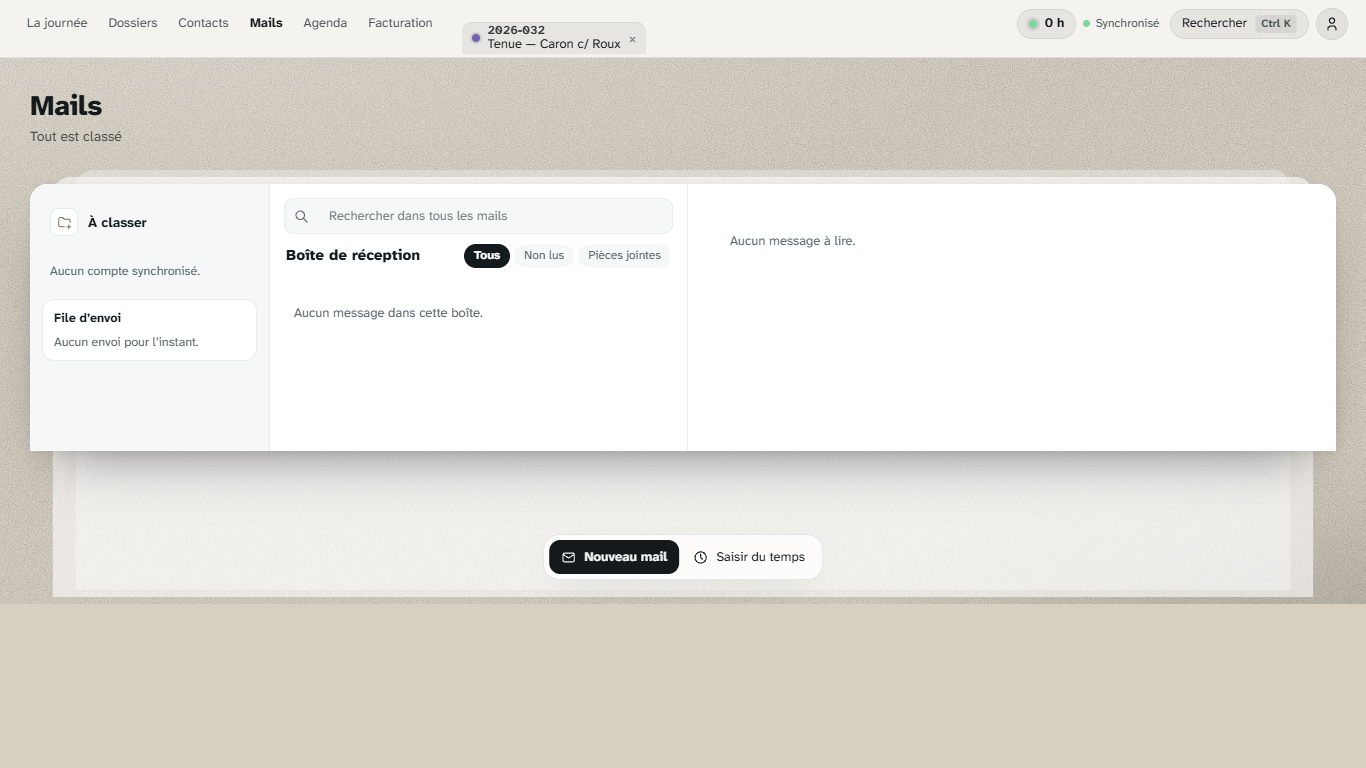 La journée
Dossiers
Contacts
Mails
Agenda
Facturation
2026-032
Tenue — Caron c/ Roux
×
0 h
Synchronisé
Rechercher
Ctrl K
Mails
Tout est classé
À classer
Aucun compte synchronisé.
File d’envoi
Aucun envoi pour l’instant.
Rechercher dans tous les mails
Boîte de réception
Tous
Non lus
Pièces jointes
Aucun message dans cette boîte.
Aucun message à lire.
Nouveau mail
Saisir du temps